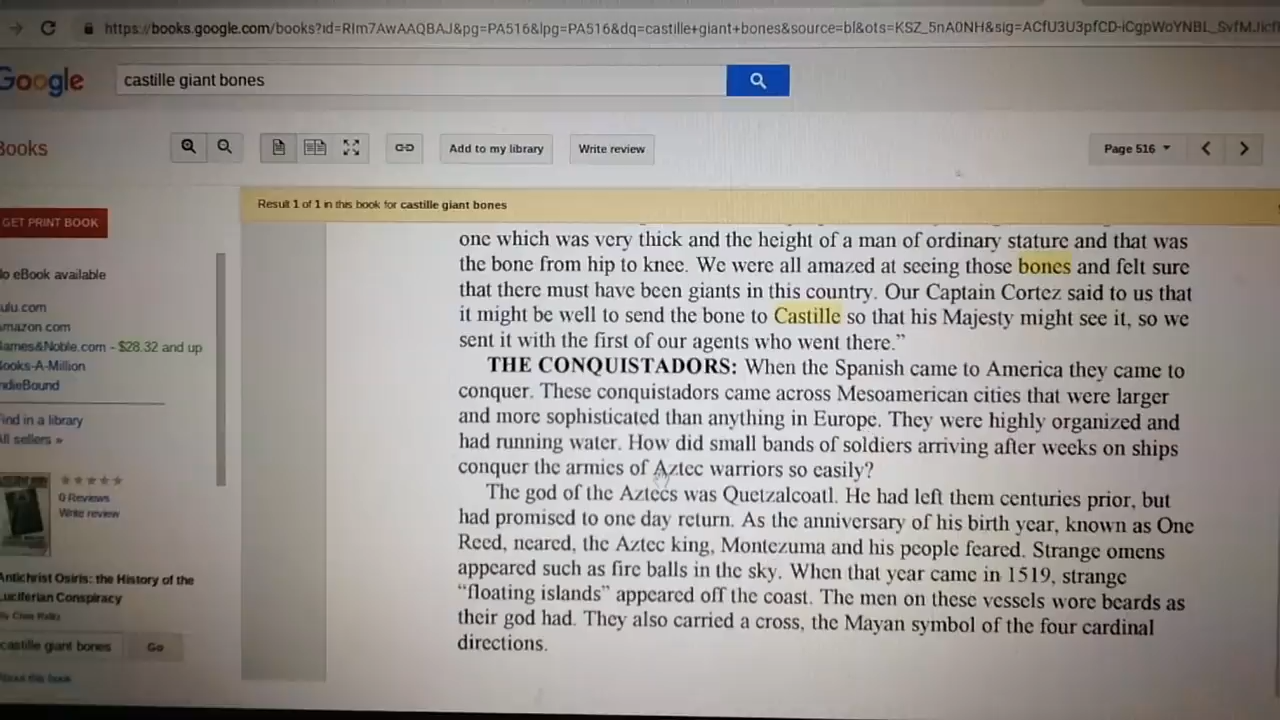 https://books.google.com/books?id=RIm7AwAAQBAJ&pg=PA516&lpg=PA516&dq=castille+giant+bones&source=bl&ots=KSZ_5nA0NH&sig=ACfU3U3pfCD-iCgpWoYNBL_SvfMJicf
Google
castille giant bones
Books
Add to my library
Write review
Page 516
Result 1 of 1 in this book for castille giant bones
GET PRINT BOOK
No eBook available
Lulu.com
Amazon.com
Barnes&Noble.com - $28.32 and up
Books-A-Million
IndieBound
Find in a library
All sellers »
0 Reviews
Write review
Antichrist Osiris: the History of the
Luciferian Conspiracy
castille giant bones
Go
About this book
one which was very thick and the height of a man of ordinary stature and that was
the bone from hip to knee. We were all amazed at seeing those bones and felt sure
that there must have been giants in this country. Our Captain Cortez said to us that
it might be well to send the bone to Castille so that his Majesty might see it, so we
sent it with the first of our agents who went there.”
THE CONQUISTADORS: When the Spanish came to America they came to
conquer. These conquistadors came across Mesoamerican cities that were larger
and more sophisticated than anything in Europe. They were highly organized and
had running water. How did small bands of soldiers arriving after weeks on ships
conquer the armies of Aztec warriors so easily?
The god of the Aztecs was Quetzalcoatl. He had left them centuries prior, but
had promised to one day return. As the anniversary of his birth year, known as One
Reed, neared, the Aztec king, Montezuma and his people feared. Strange omens
appeared such as fire balls in the sky. When that year came in 1519, strange
“floating islands” appeared off the coast. The men on these vessels wore beards as
their god had. They also carried a cross, the Mayan symbol of the four cardinal
directions.